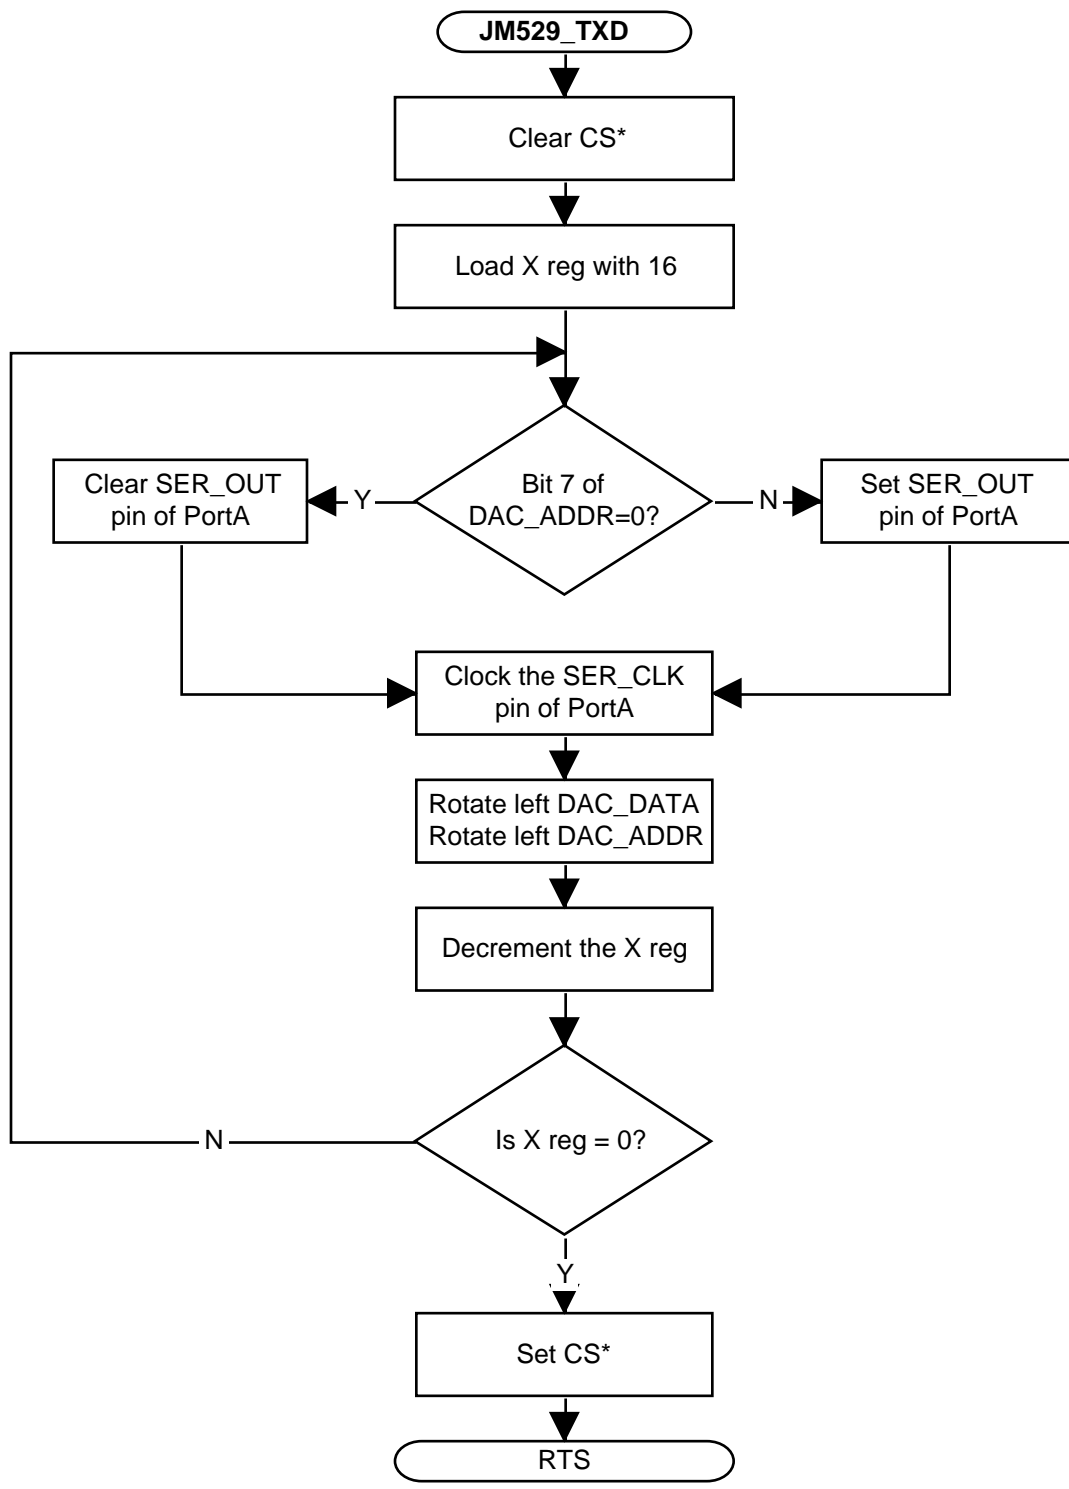 JM529_TXD
Clear CS*
Load X reg with 16
Bit 7 of
DAC_ADDR=0?
Y
N
Clear SER_OUT
pin of PortA
Set SER_OUT
pin of PortA
Clock the SER_CLK
pin of PortA
Rotate left DAC_DATA
Rotate left DAC_ADDR
Decrement the X reg
Is X reg = 0?
N
Y
Set CS*
RTS